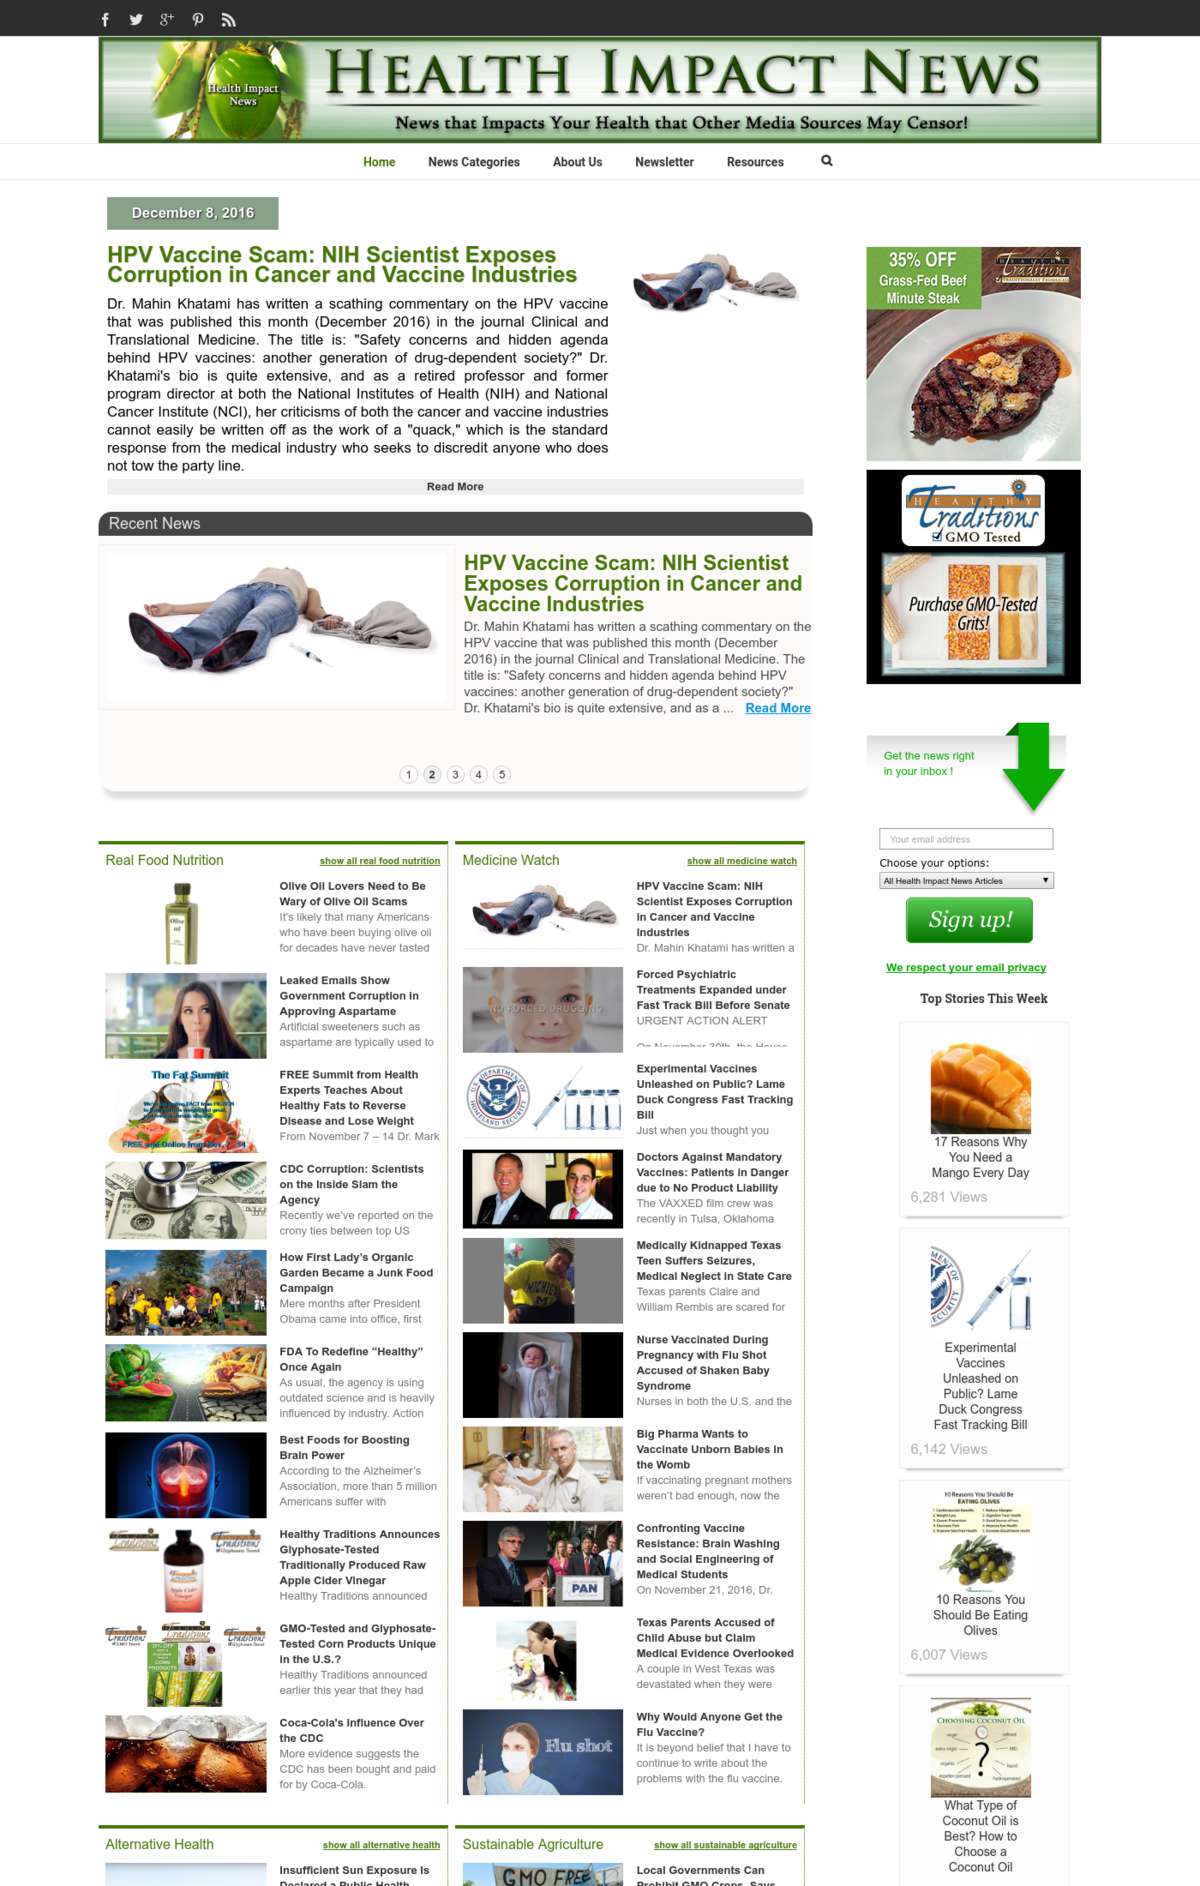 Health Impact
News
Health Impact News
News that Impacts Your Health that Other Media Sources May Censor!
Home
News Categories
About Us
Newsletter
Resources
December 8, 2016
HPV Vaccine Scam: NIH Scientist Exposes
Corruption in Cancer and Vaccine Industries
Dr. Mahin Khatami has written a scathing commentary on the HPV vaccine
that was published this month (December 2016) in the journal Clinical and
Translational Medicine. The title is: "Safety concerns and hidden agenda
behind HPV vaccines: another generation of drug-dependent society?" Dr.
Khatami's bio is quite extensive, and as a retired professor and former
program director at both the National Institutes of Health (NIH) and National
Cancer Institute (NCI), her criticisms of both the cancer and vaccine industries
cannot easily be written off as the work of a "quack," which is the standard
response from the medical industry who seeks to discredit anyone who does
not tow the party line.
Read More
Recent News
HPV Vaccine Scam: NIH Scientist
Exposes Corruption in Cancer and
Vaccine Industries
Dr. Mahin Khatami has written a scathing commentary on the
HPV vaccine that was published this month (December
2016) in the journal Clinical and Translational Medicine. The
title is: "Safety concerns and hidden agenda behind HPV
vaccines: another generation of drug-dependent society?"
Dr. Khatami's bio is quite extensive, and as a ... Read More
1 2 3 4 5
Real Food Nutrition
show all real food nutrition
Olive
oil
Olive Oil Lovers Need to Be
Wary of Olive Oil Scams
It's likely that many Americans
who have been buying olive oil
for decades have never tasted
Leaked Emails Show
Government Corruption in
Approving Aspartame
Artificial sweeteners such as
aspartame are typically used to
The Fat Summit
FREE Summit from Health
Experts Teaches About
Healthy Fats to Reverse
Disease and Lose Weight
From November 7 – 14 Dr. Mark
CDC Corruption: Scientists
on the Inside Slam the
Agency
Recently we've reported on the
crony ties between top US
How First Lady's Organic
Garden Became a Junk Food
Campaign
Mere months after President
Obama came into office, first
FDA To Redefine “Healthy”
Once Again
As usual, the agency is using
outdated science and is heavily
influenced by industry. Action
Best Foods for Boosting
Brain Power
According to the Alzheimer's
Association, more than 5 million
Americans suffer with
Traditions
Apple Cider
Vinegar
Healthy Traditions Announces
Glyphosate-Tested
Traditionally Produced Raw
Apple Cider Vinegar
Healthy Traditions announced
Traditions
GMO-Tested and Glyphosate-
Tested Corn Products Unique
in the U.S.?
Healthy Traditions announced
earlier this year that they had
Coca-Cola's Influence Over
the CDC
More evidence suggests the
CDC has been bought and paid
for by Coca-Cola.
Medicine Watch
show all medicine watch
HPV Vaccine Scam: NIH
Scientist Exposes Corruption
in Cancer and Vaccine
Industries
Dr. Mahin Khatami has written a
NO FORCED DRUGGING
Forced Psychiatric
Treatments Expanded under
Fast Track Bill Before Senate
URGENT ACTION ALERT
On November 30th, the House
U.S. DEPARTMENT OF
HOMELAND SECURITY
Experimental Vaccines
Unleashed on Public? Lame
Duck Congress Fast Tracking
Bill
Just when you thought you
Doctors Against Mandatory
Vaccines: Patients in Danger
due to No Product Liability
The VAXXED film crew was
recently in Tulsa, Oklahoma
Medically Kidnapped Texas
Teen Suffers Seizures,
Medical Neglect in State Care
Texas parents Claire and
William Rembis are scared for
Nurse Vaccinated During
Pregnancy with Flu Shot
Accused of Shaken Baby
Syndrome
Nurses in both the U.S. and the
Big Pharma Wants to
Vaccinate Unborn Babies in
the Womb
If vaccinating pregnant mothers
weren't bad enough, now the
PAN
Confronting Vaccine
Resistance: Brain Washing
and Social Engineering of
Medical Students
On November 21, 2016, Dr.
Texas Parents Accused of
Child Abuse but Claim
Medical Evidence Overlooked
A couple in West Texas was
devastated when they were
Flu shot
Why Would Anyone Get the
Flu Vaccine?
It is beyond belief that I have to
continue to write about the
problems with the flu vaccine.
Alternative Health
show all alternative health
Insufficient Sun Exposure Is
Declared a Public Health
Sustainable Agriculture
show all sustainable agriculture
GMO FREE
Local Governments Can
Prohibit GMO Crops, Says
35% OFF
Grass-Fed Beef
Minute Steak
HEALTHY
Traditions
TRADITIONALLY PRODUCED
HEALTHY
Traditions
GMO Tested
Purchase GMO-Tested
Grits!
Get the news right
in your inbox !
Your email address
Choose your options:
All Health Impact News Articles
Sign up!
We respect your email privacy
Top Stories This Week
17 Reasons Why
You Need a
Mango Every Day
6,281 Views
Experimental
Vaccines
Unleashed on
Public? Lame
Duck Congress
Fast Tracking Bill
6,142 Views
10 Reasons You Should Be
EATING OLIVES
10 Reasons You
Should Be Eating
Olives
6,007 Views
CHOOSING COCONUT OIL
?
What Type of
Coconut Oil is
Best? How to
Choose a
Coconut Oil